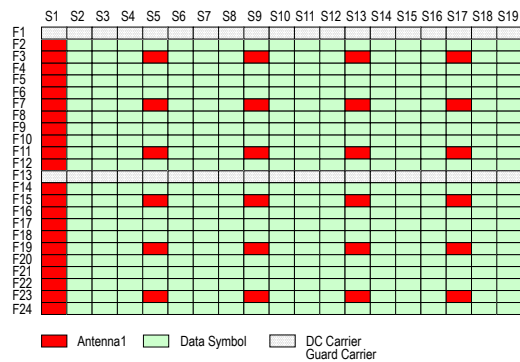 S1 S2 S3 S4 S5 S6 S7 S8 S9 S10 S11 S12 S13 S14 S15 S16 S17 S18 S19
F1
F2
F3
F4
F5
F6
F7
F8
F9
F10
F11
F12
F13
F14
F15
F16
F17
F18
F19
F20
F21
F22
F23
F24
Antenna1 Data Symbol DC Carrier
Guard Carrier